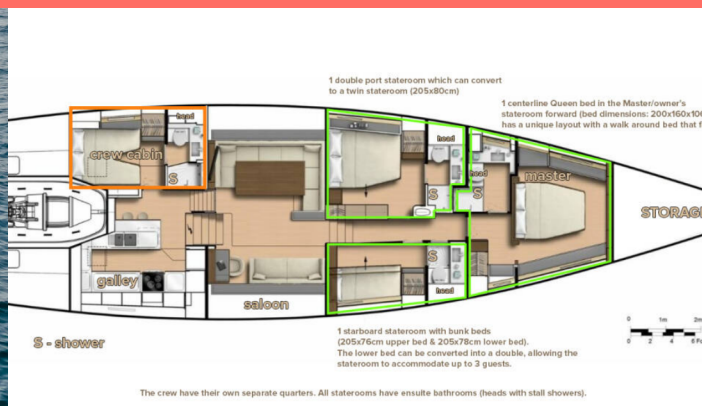 1 double port stateroom which can convert
to a twin stateroom (205x80cm)
1 centerline Queen bed in the Master/owner's
stateroom forward (bed dimensions: 200x160x10
has a unique layout with a walk around bed that f
head
crew cabin
S
head
S
head
S
master
STORAG
galley
saloon
S
head
S - shower
0 1m 2m
0 2 4 6 Fo
1 starboard stateroom with bunk beds
(205x76cm upper bed & 205x78cm lower bed).
The lower bed can be converted into a double, allowing the
stateroom to accommodate up to 3 guests.
The crew have their own separate quarters. All staterooms have ensuite bathrooms (heads with stall showers).